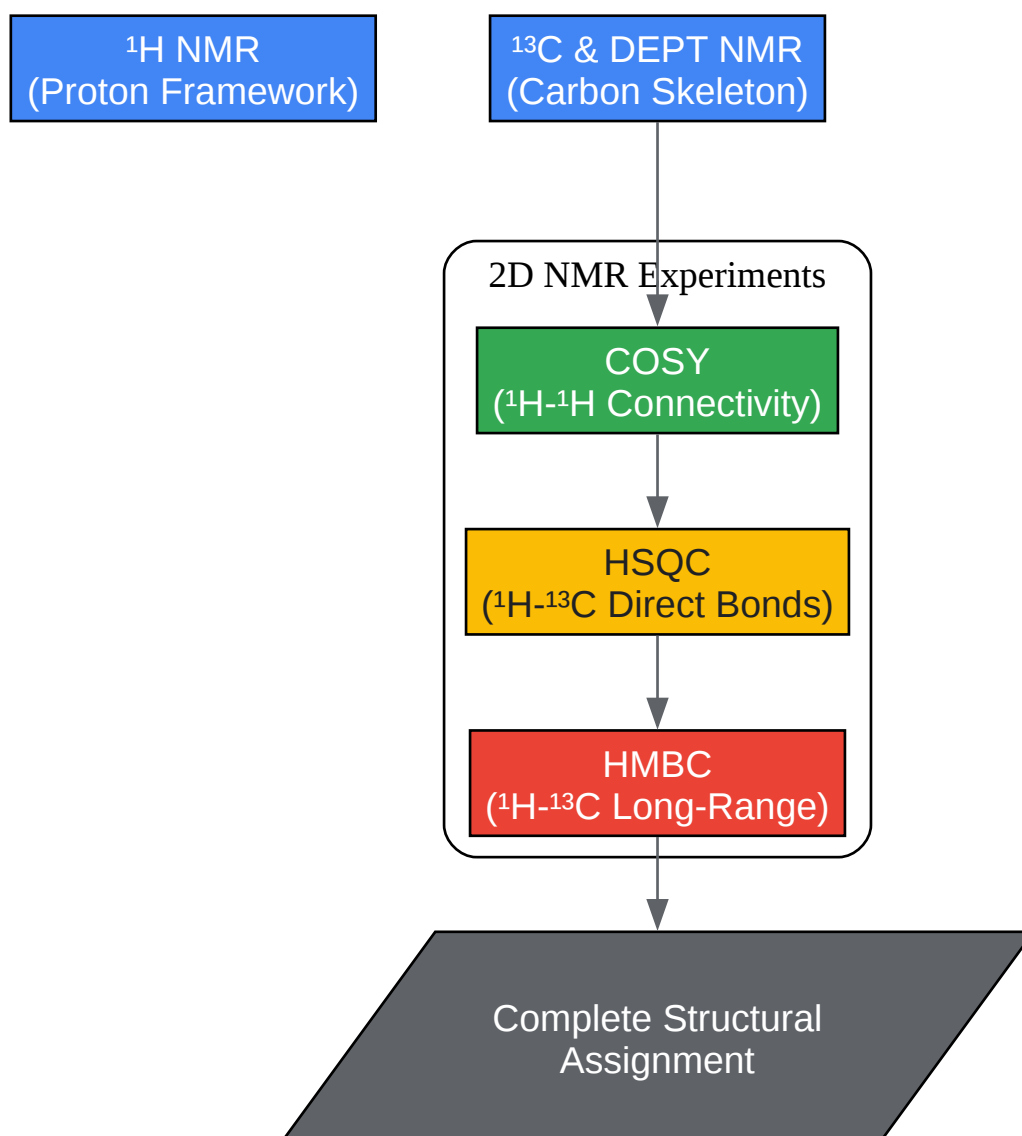 ¹H NMR
(Proton Framework)
¹³C & DEPT NMR
(Carbon Skeleton)
2D NMR Experiments
COSY
(¹H-¹H Connectivity)
HSQC
(¹H-¹³C Direct Bonds)
HMBC
(¹H-¹³C Long-Range)
Complete Structural
Assignment